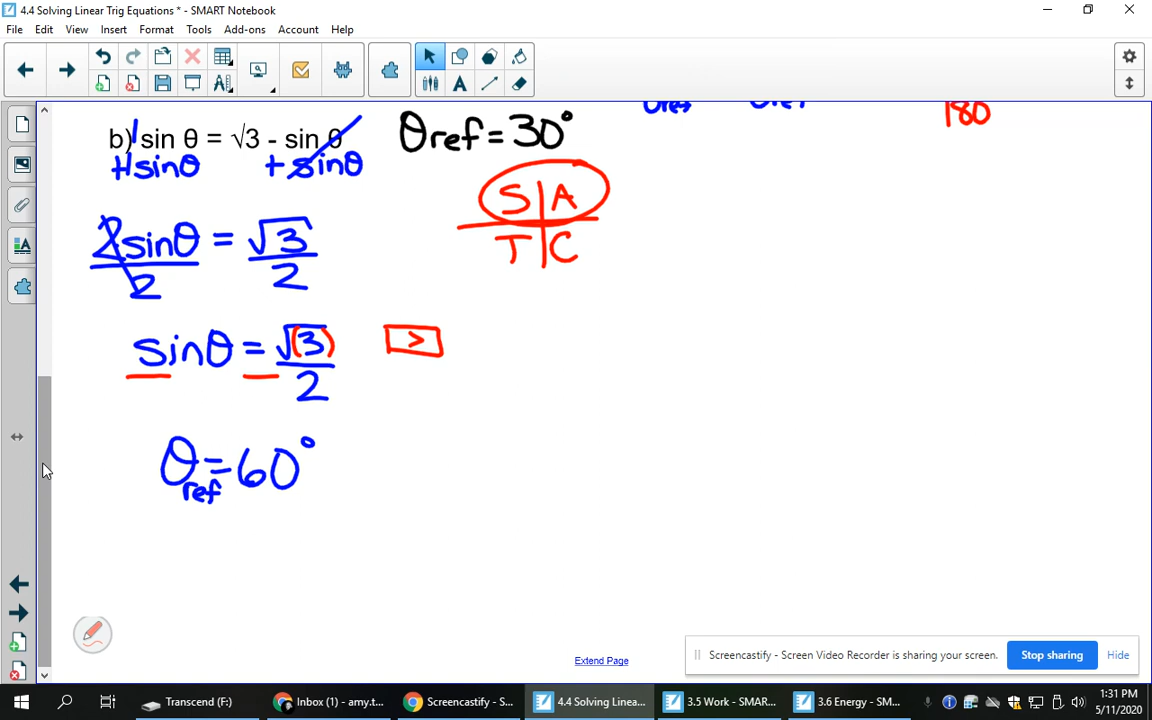 4.4 Solving Linear Trig Equations * - SMART Notebook
File Edit View Insert Format Tools Add-ons Account Help
180
b) 1 sin θ = √3 - sin θ
θref = 30°
+1sinθ + sinθ
S A
T C
2sinθ = √3
2 2
sinθ = √(3)
2
>
θref = 60°
Extend Page
Screencastify - Screen Video Recorder is sharing your screen. Stop sharing Hide
Transcend (F:) Inbox (1) - amy.t... Screencastify - S... 4.4 Solving Linea... 3.5 Work - SMAR... 3.6 Energy - SM... 1:31 PM
5/11/2020